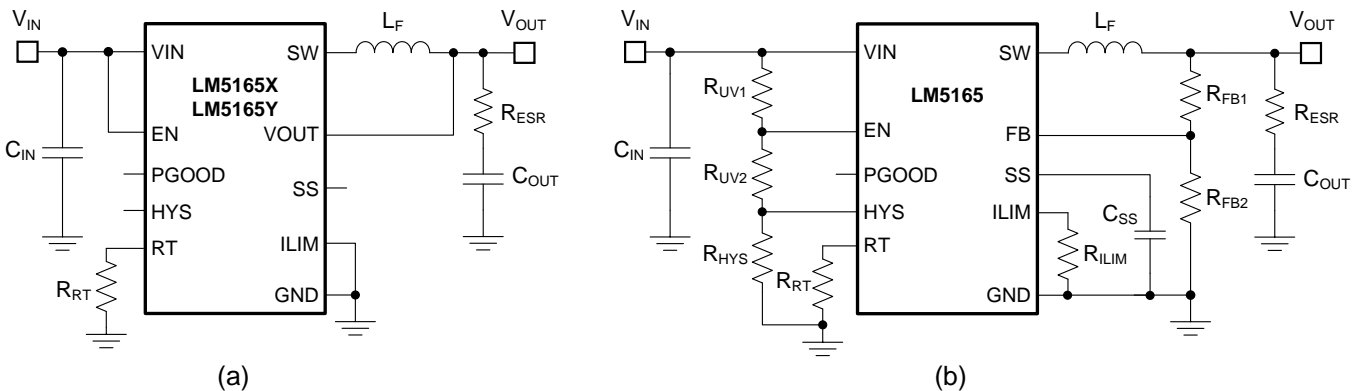 VIN
LF
VOUT
VIN
SW
LM5165X
LM5165Y
RESR
EN
VOUT
CIN
PGOOD
COUT
SS
HYS
RT
ILIM
RRT
GND
(a)
VIN
LF
VOUT
VIN
SW
RUV1
LM5165
RFB1
RESR
EN
FB
CIN
RUV2
PGOOD
SS
COUT
HYS
ILIM
CSS
RFB2
RHYS
RT
RILIM
RRT
GND
(b)